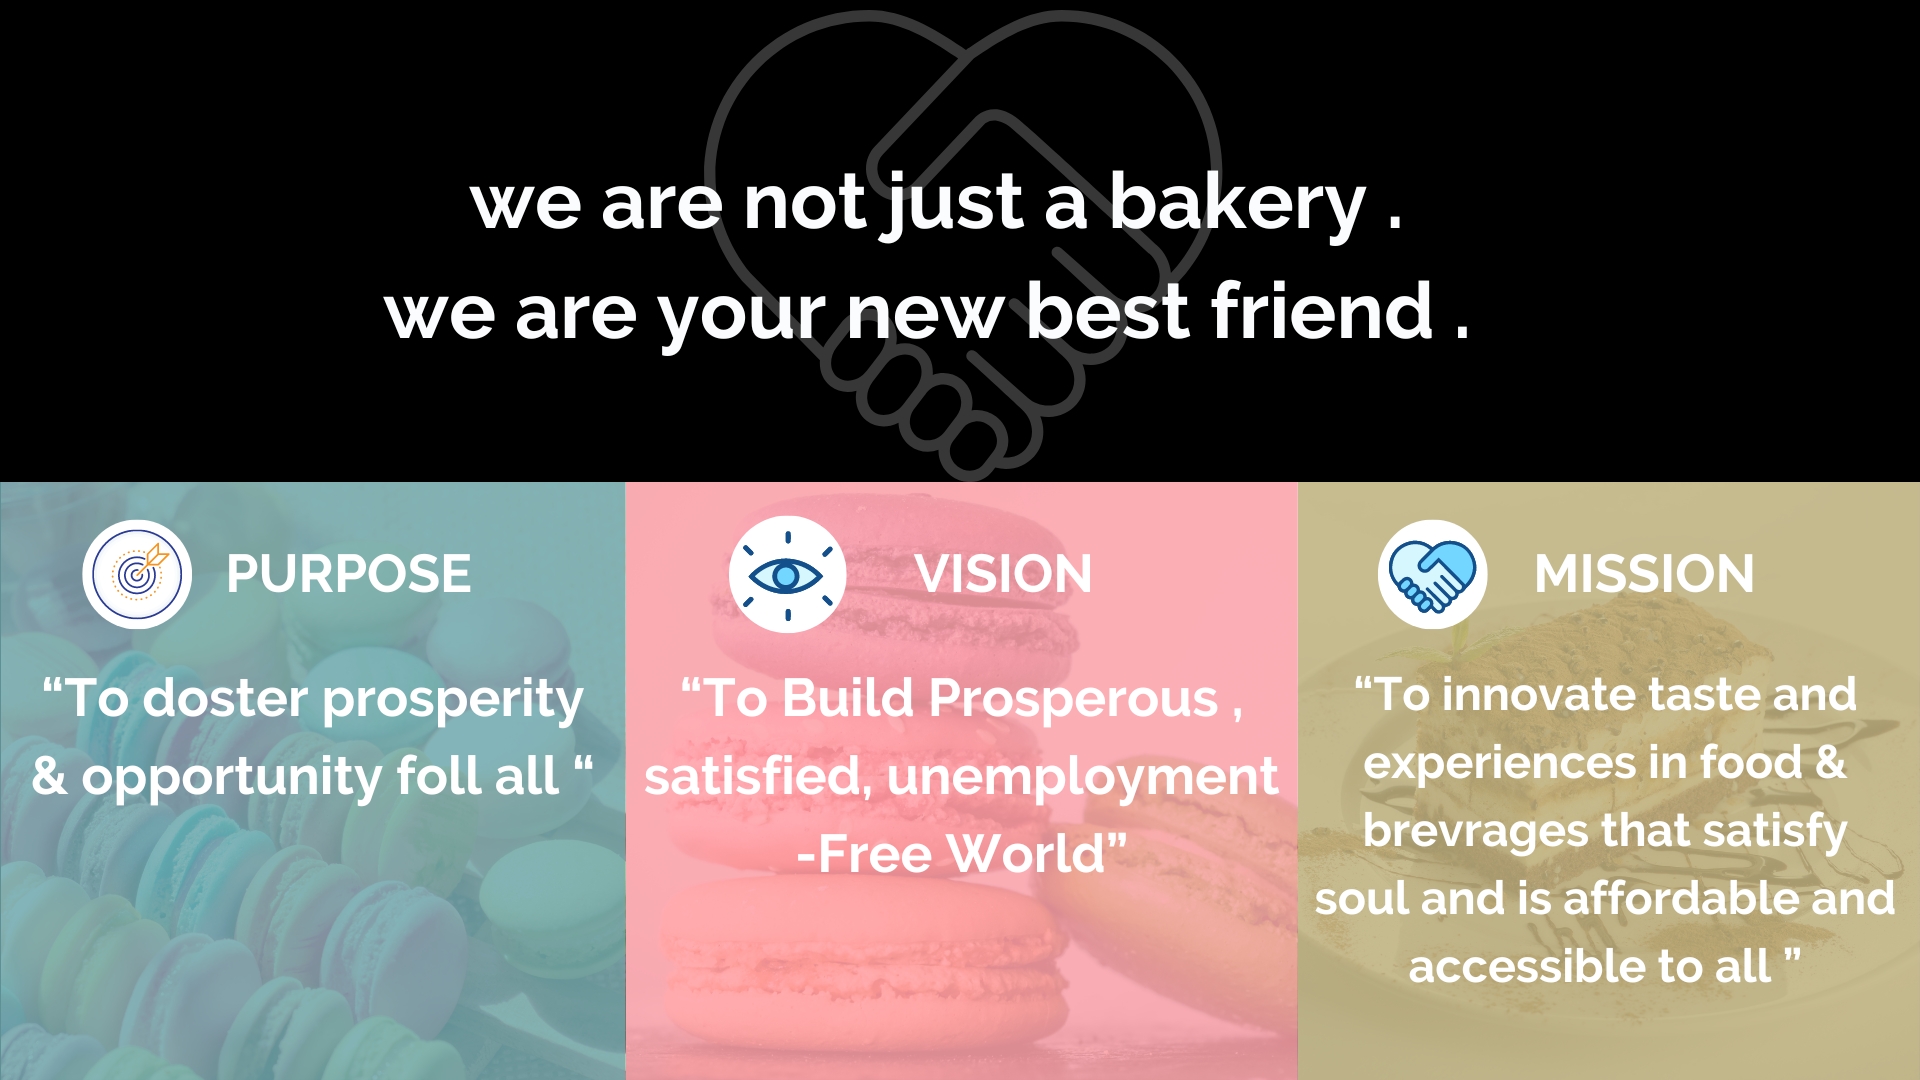 we are not just a bakery .
we are your new best friend .
PURPOSE
“To doster prosperity
& opportunity foll all “
VISION
“To Build Prosperous ,
satisfied, unemployment
-Free World”
MISSION
“To innovate taste and
experiences in food &
brevrages that satisfy
soul and is affordable and
accessible to all ”